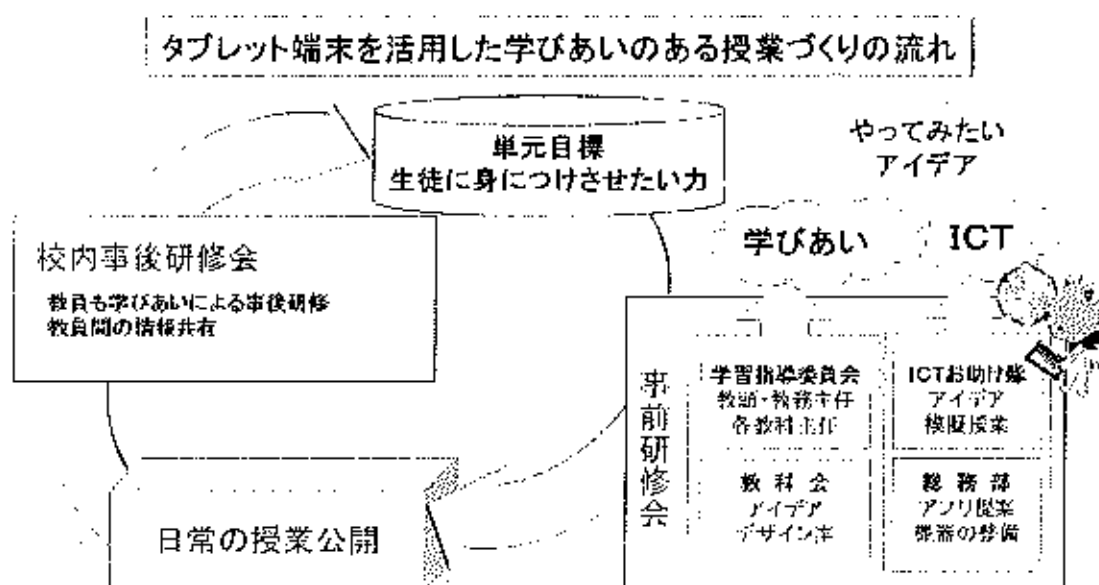 タブレット端末を活用した学びあいのある授業づくりの流れ
単元目標
生徒に身につけさせたい力
やってみたい
アイデア
学びあい
ICT
校内事後研修会
教員も学びあいによる事後研修
教員間の情報共有
事前研修会
学習指導委員会
教頭・教務主任
各教科主任
ICTお助け隊
アイデア
模擬授業
教科会
アイデア
デザイン
総務部
アプリ提案
機器の整備
日常の授業公開